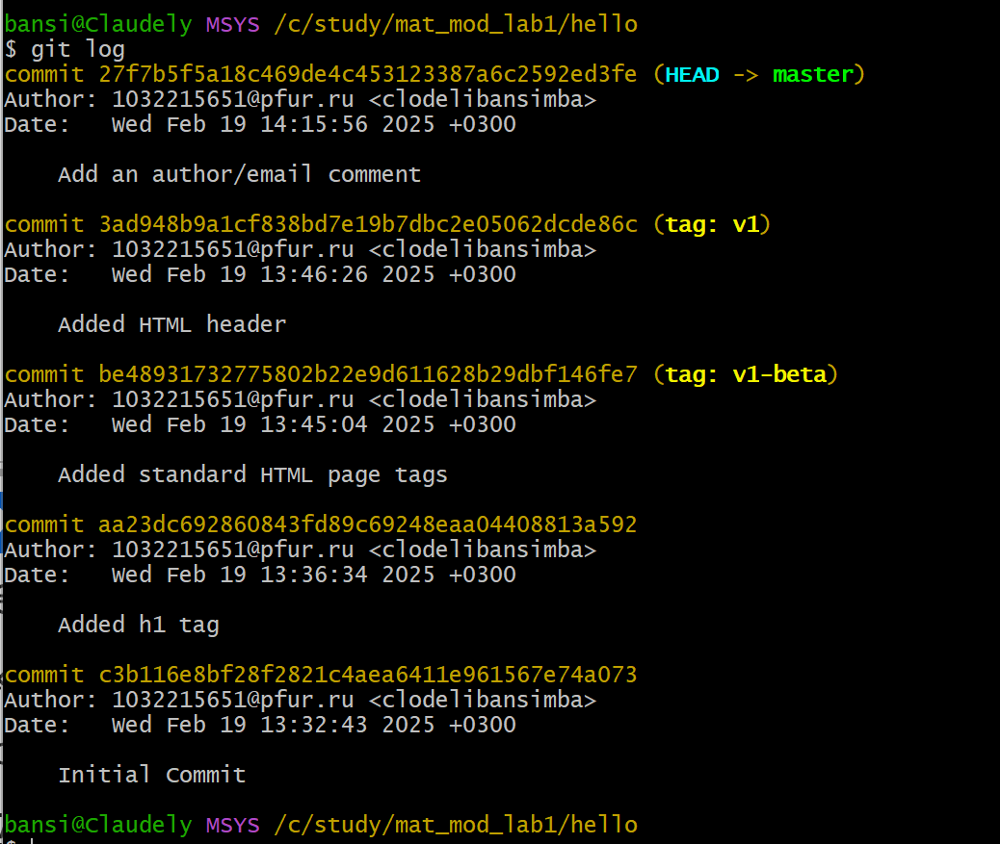 bansi@Claudely MSYS /c/study/mat_mod_lab1/hello
$ git log
commit 27f7b5f5a18c469de4c453123387a6c2592ed3fe (HEAD -> master)
Author: 1032215651@pfur.ru <clodelibansimba>
Date:   Wed Feb 19 14:15:56 2025 +0300
    Add an author/email comment
commit 3ad948b9a1cf838bd7e19b7dbc2e05062dcde86c (tag: v1)
Author: 1032215651@pfur.ru <clodelibansimba>
Date:   Wed Feb 19 13:46:26 2025 +0300
    Added HTML header
commit be48931732775802b22e9d611628b29dbf146fe7 (tag: v1-beta)
Author: 1032215651@pfur.ru <clodelibansimba>
Date:   Wed Feb 19 13:45:04 2025 +0300
    Added standard HTML page tags
commit aa23dc692860843fd89c69248eaa04408813a592
Author: 1032215651@pfur.ru <clodelibansimba>
Date:   Wed Feb 19 13:36:34 2025 +0300
    Added h1 tag
commit c3b116e8bf28f2821c4aea6411e961567e74a073
Author: 1032215651@pfur.ru <clodelibansimba>
Date:   Wed Feb 19 13:32:43 2025 +0300
    Initial Commit
bansi@Claudely MSYS /c/study/mat_mod_lab1/hello
$